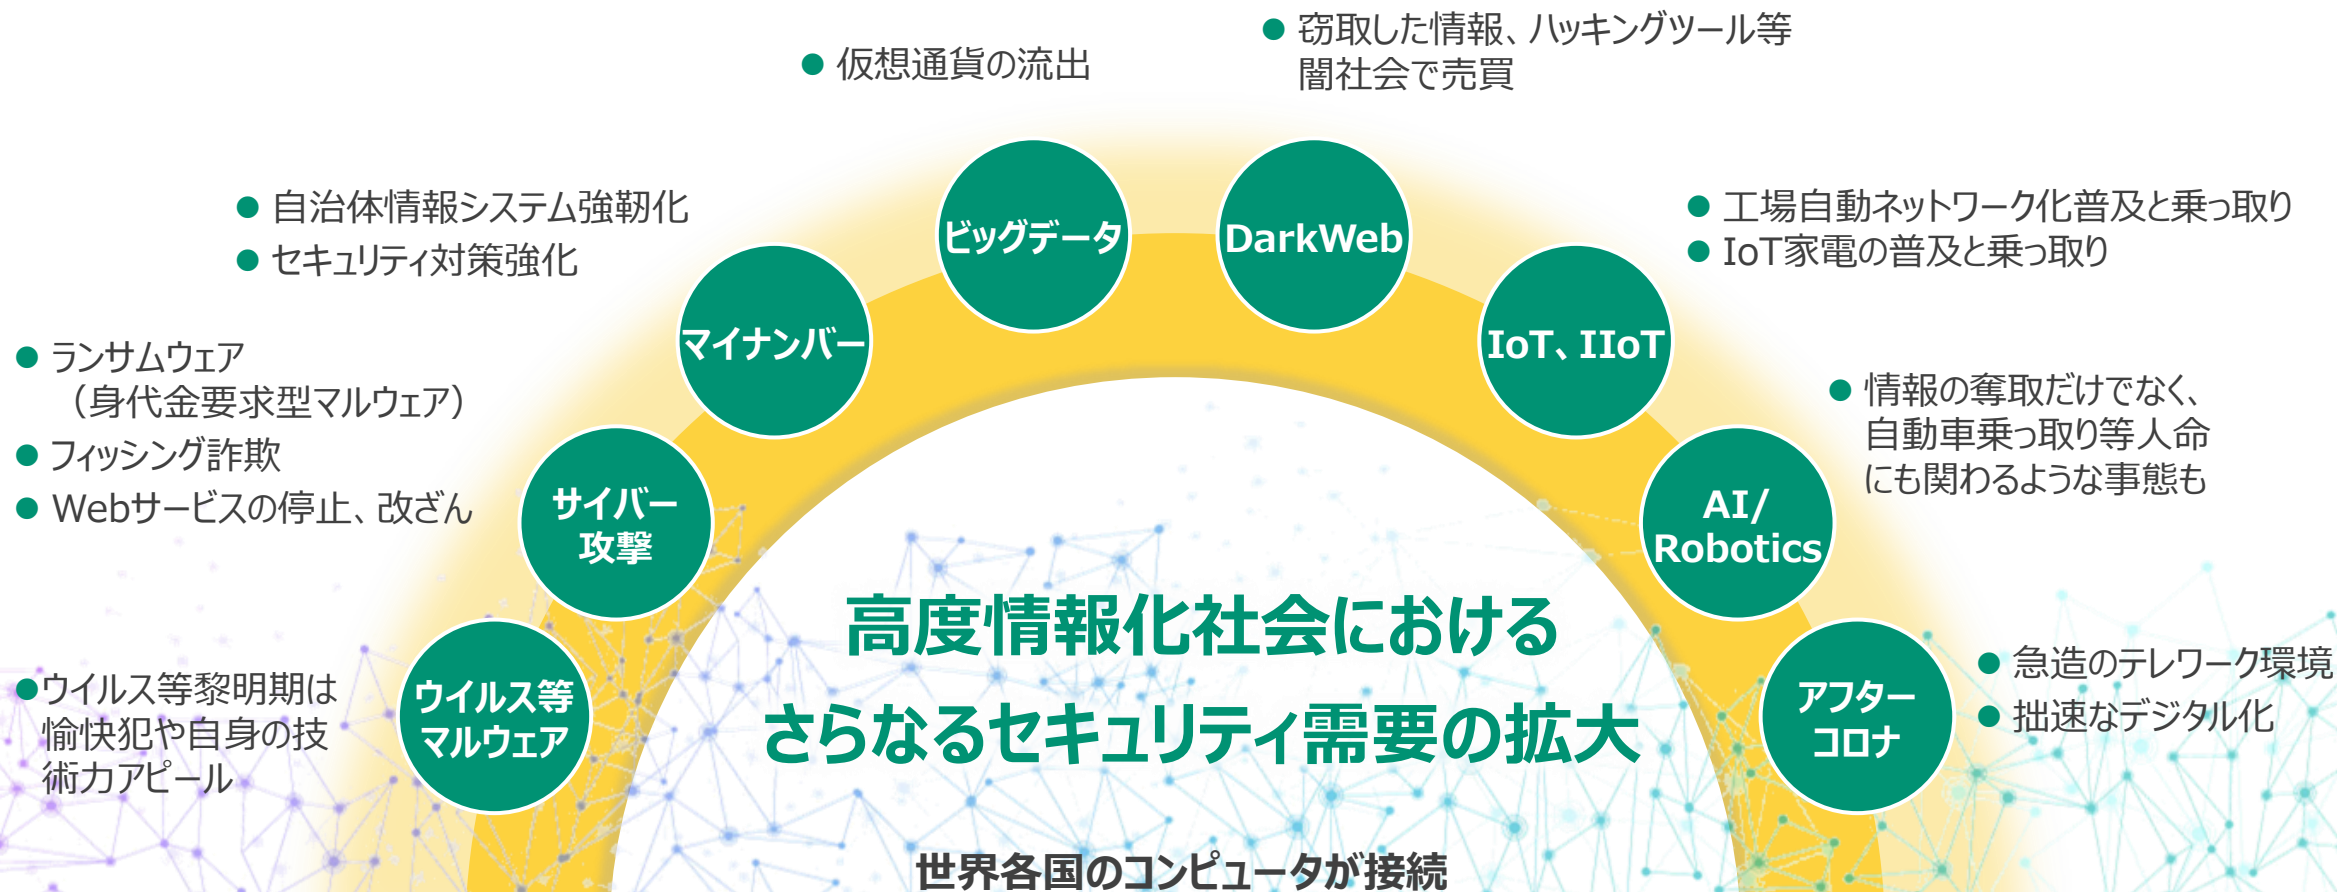 ● 窃取した情報、ハッキングツール等
闇社会で売買
● 仮想通貨の流出
ビッグデータ
DarkWeb
● 自治体情報システム強靭化
● セキュリティ対策強化
マイナンバー
● 工場自動ネットワーク化普及と乗っ取り
● IoT家電の普及と乗っ取り
IoT、IIoT
● ランサムウェア
（身代金要求型マルウェア）
● フィッシング詐欺
● Webサービスの停止、改ざん
サイバー
攻撃
● 情報の奪取だけでなく、
自動車乗っ取り等人命
にも関わるような事態も
AI/
Robotics
●ウイルス等黎明期は
愉快犯や自身の技
術力アピール
ウイルス等
マルウェア
高度情報化社会における
さらなるセキュリティ需要の拡大
アフター
コロナ
● 急造のテレワーク環境
● 拙速なデジタル化
世界各国のコンピュータが接続